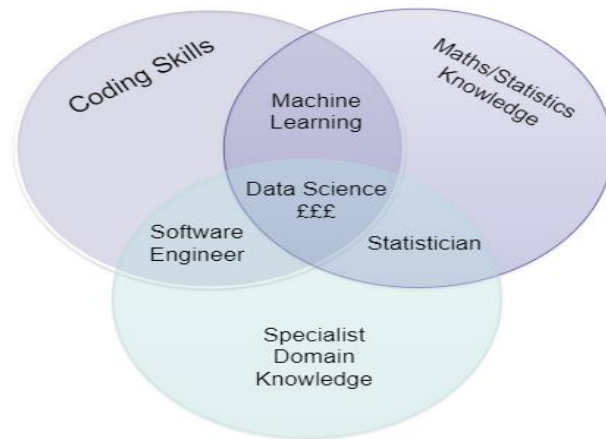 Coding Skills
Maths/Statistics
Knowledge
Machine
Learning
Data Science
£££
Software
Engineer
Statistician
Specialist
Domain
Knowledge